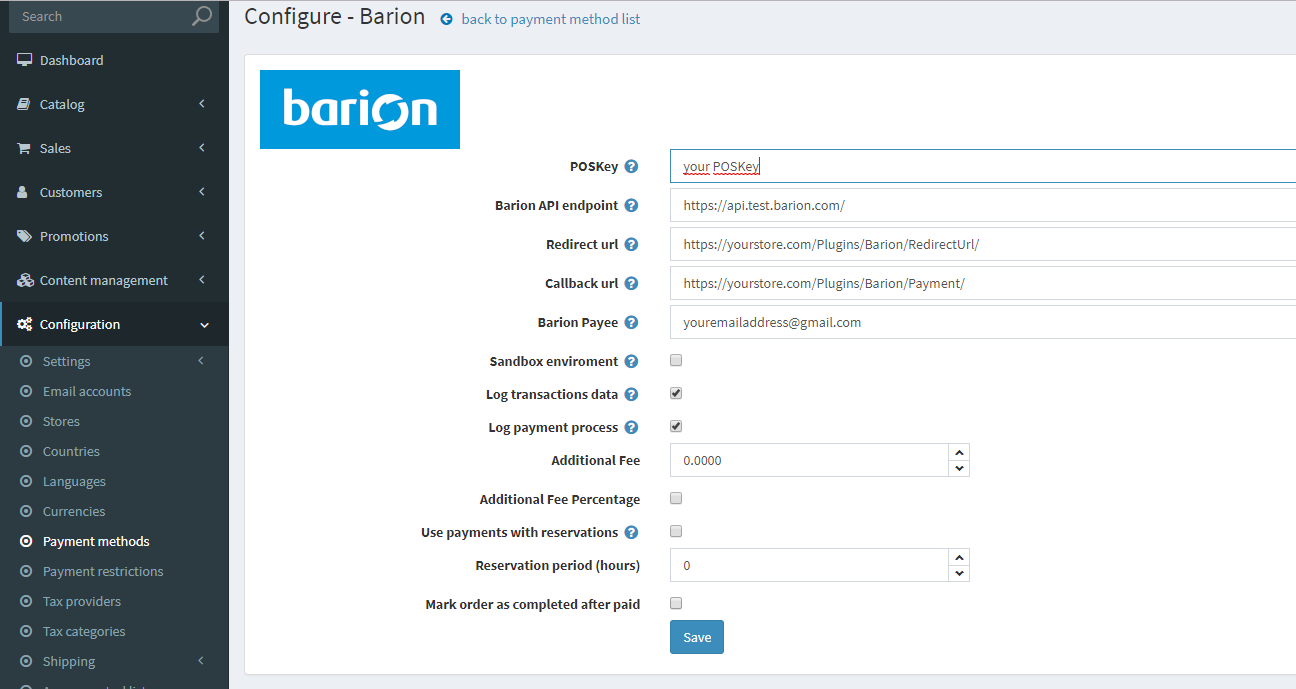 Search
Configure - Barion back to payment method list
Dashboard
Catalog
Sales
Customers
Promotions
Content management
Configuration
Settings
Email accounts
Stores
Countries
Languages
Currencies
Payment methods
Payment restrictions
Tax providers
Tax categories
Shipping
barion
POSKey your POSKey
Barion API endpoint https://api.test.barion.com/
Redirect url https://yourstore.com/Plugins/Barion/RedirectUrl/
Callback url https://yourstore.com/Plugins/Barion/Payment/
Barion Payee youremailaddress@gmail.com
Sandbox enviroment
Log transactions data
Log payment process
Additional Fee 0.0000
Additional Fee Percentage
Use payments with reservations
Reservation period (hours) 0
Mark order as completed after paid
Save